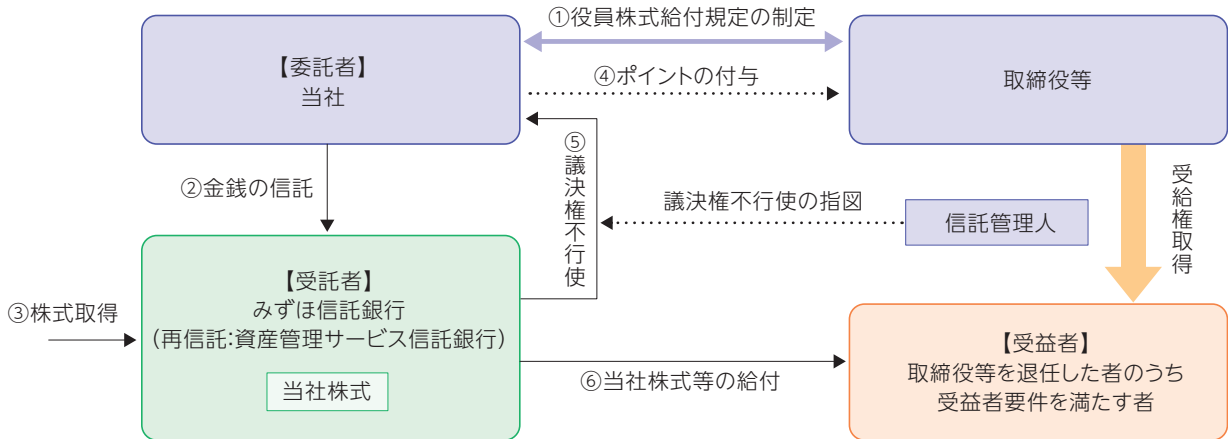 ①役員株式給付規定の制定
【委託者】
当社
④ポイントの付与
取締役等
②金銭の信託
⑤議決権不行使
議決権不行使の指図
信託管理人
受給権取得
③株式取得
【受託者】
みずほ信託銀行
(再信託:資産管理サービス信託銀行)
当社株式
⑥当社株式等の給付
【受益者】
取締役等を退任した者のうち
受益者要件を満たす者